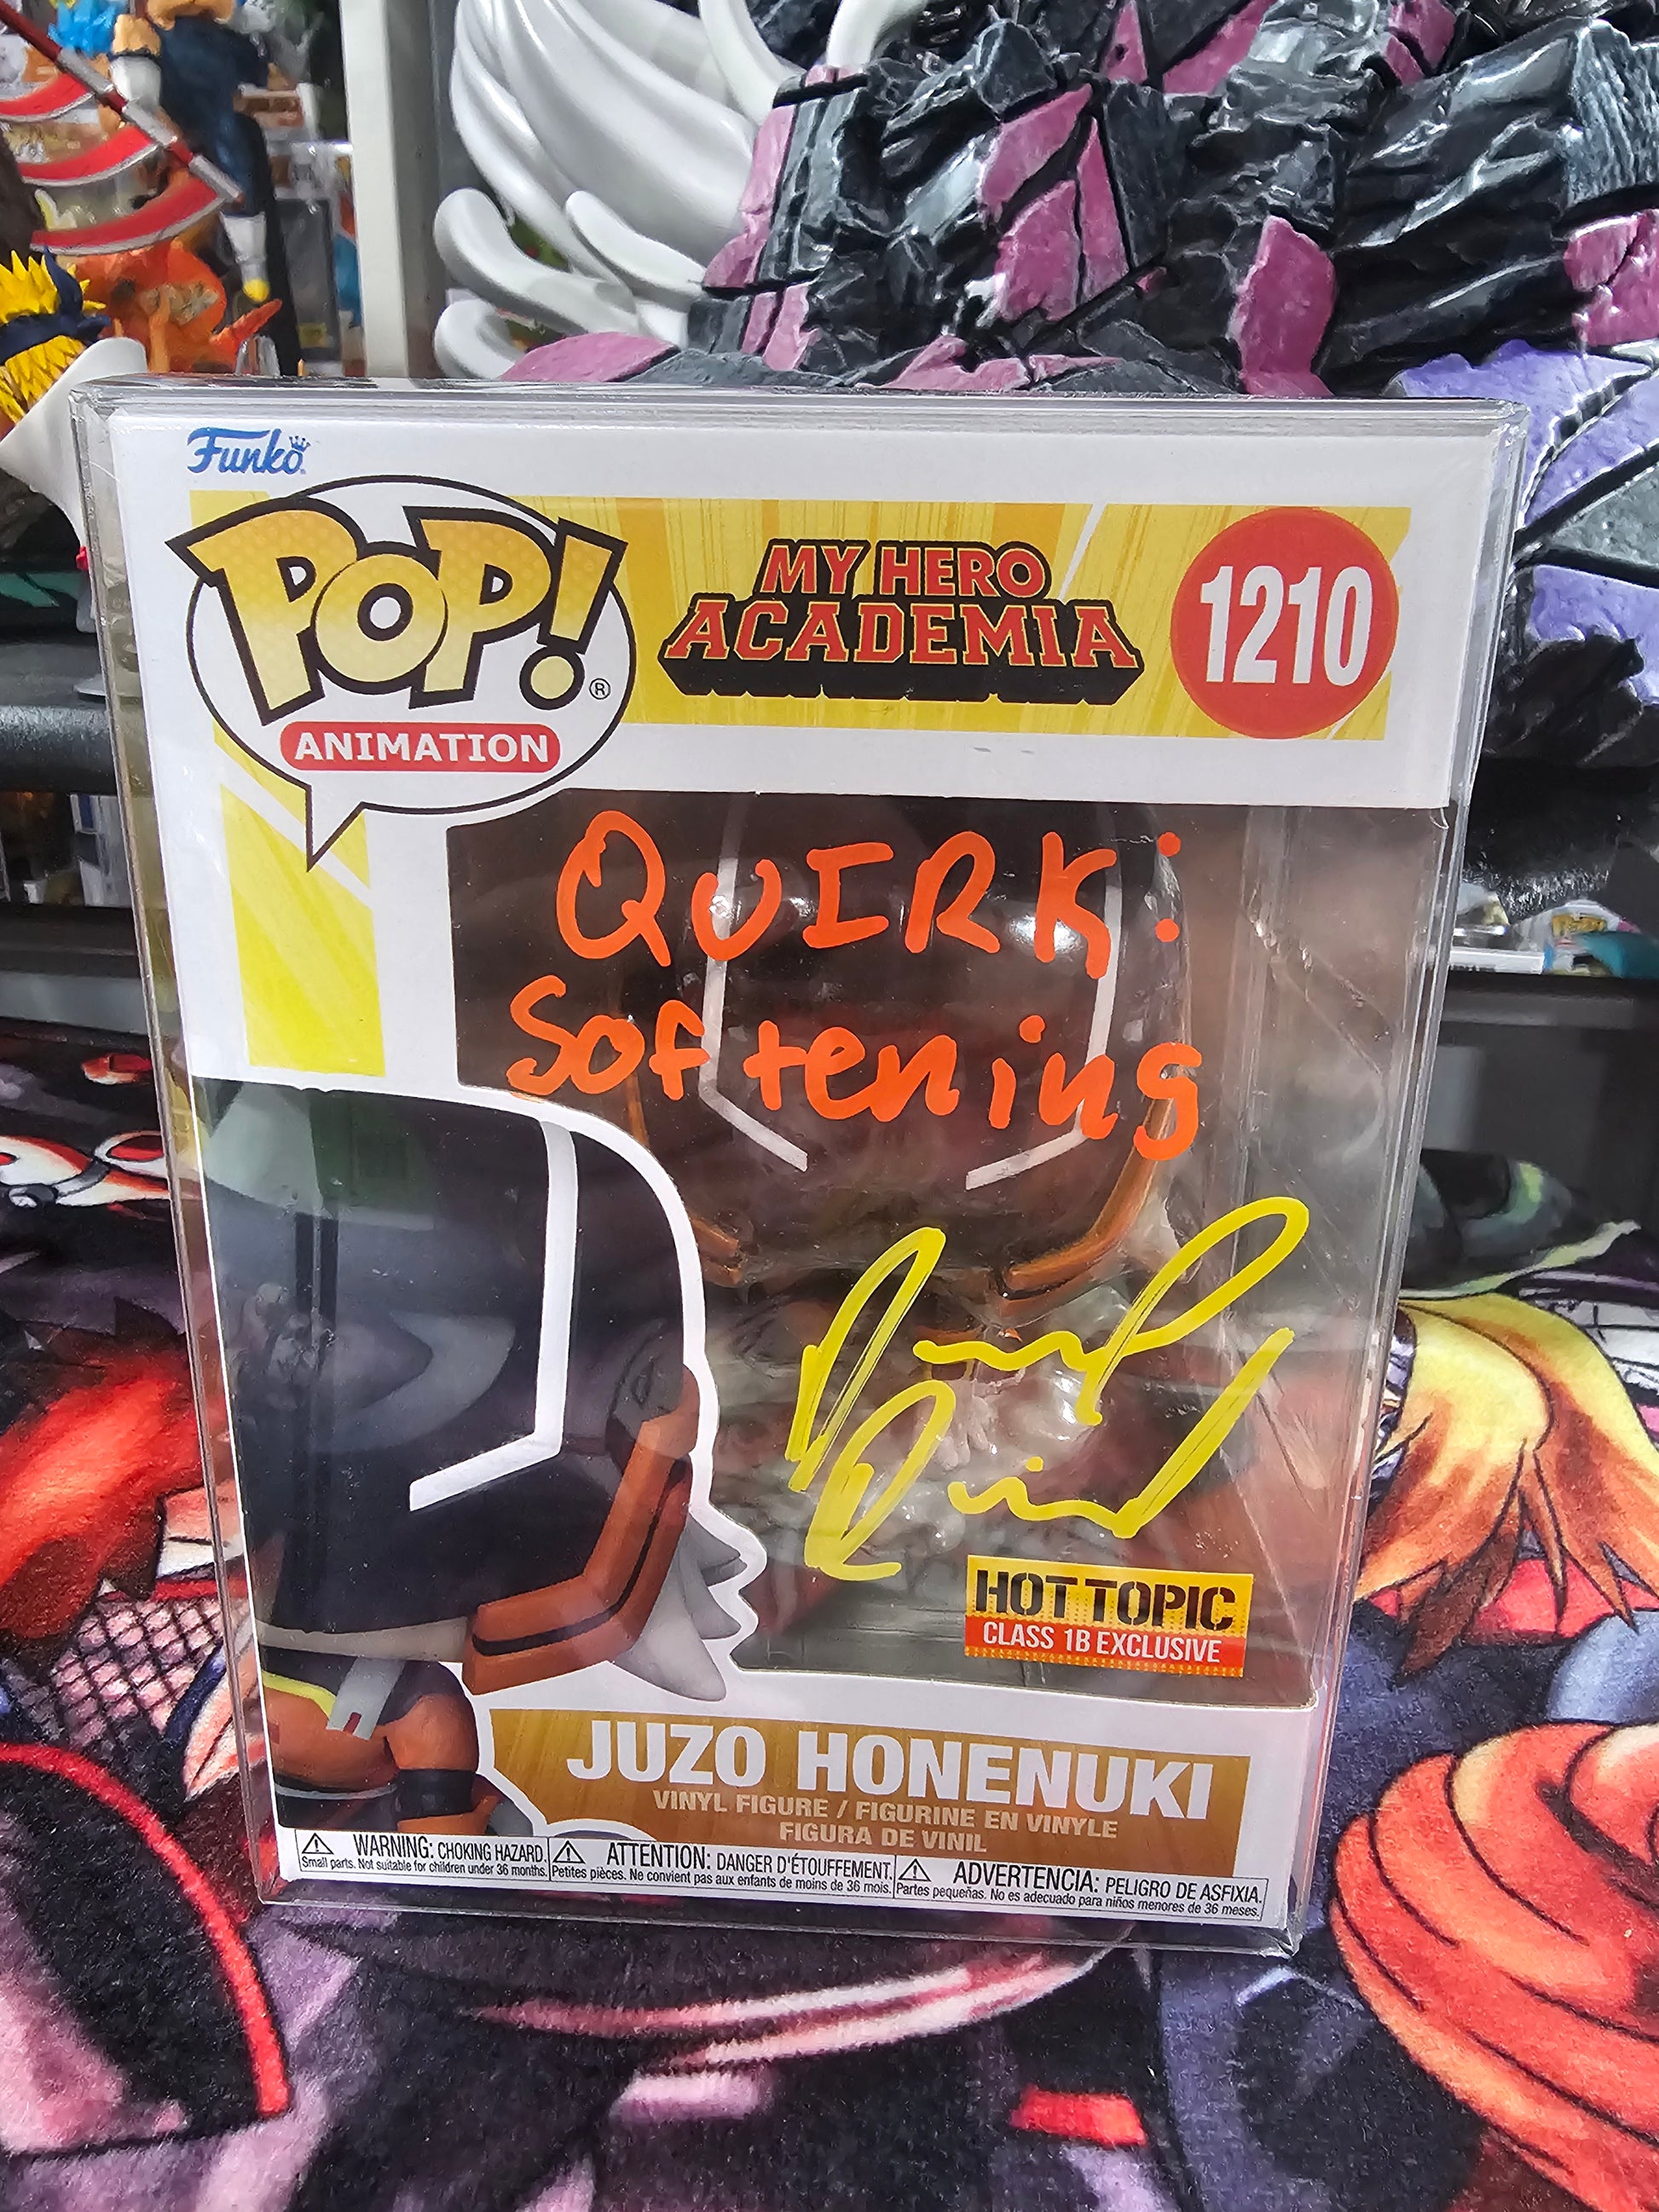 Funko
POP!®
ANIMATION
MY HERO
ACADEMIA
1210
QUIRK:
Softening
HOT TOPIC
CLASS 1B EXCLUSIVE
JUZO HONENUKI
VINYL FIGURE / FIGURINE EN VINYLE
FIGURA DE VINIL
WARNING: CHOKING HAZARD.
Small parts. Not suitable for children under 36 months.
ATTENTION: DANGER D'ÉTOUFFEMENT.
Petites pièces. Ne convient pas aux enfants de moins de 36 mois.
ADVERTENCIA: PELIGRO DE ASFIXIA.
Partes pequeñas. No es adecuado para niños menores de 36 meses.